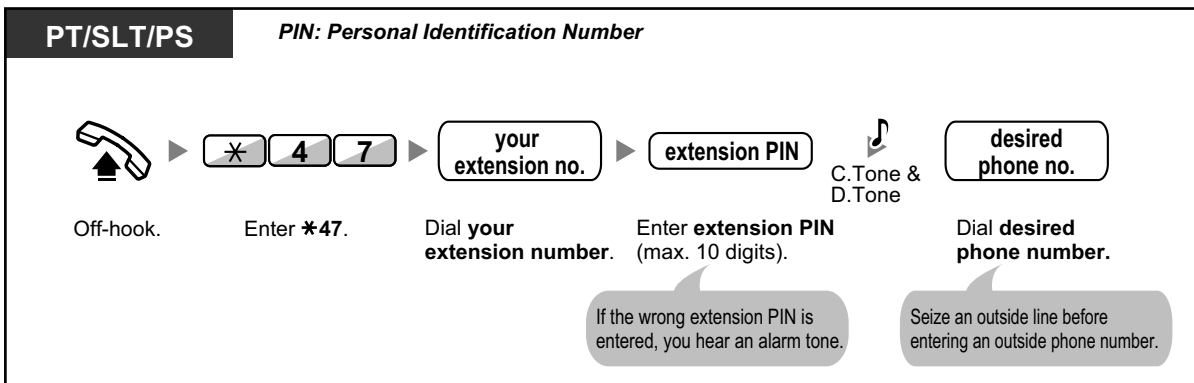 PT/SLT/PS
PIN: Personal Identification Number
* 4 7
your
extension no.
extension PIN
C.Tone &
D.Tone
desired
phone no.
Off-hook.
Enter *47.
Dial your
extension number.
Enter extension PIN
(max. 10 digits).
Dial desired
phone number.
If the wrong extension PIN is
entered, you hear an alarm tone.
Seize an outside line before
entering an outside phone number.